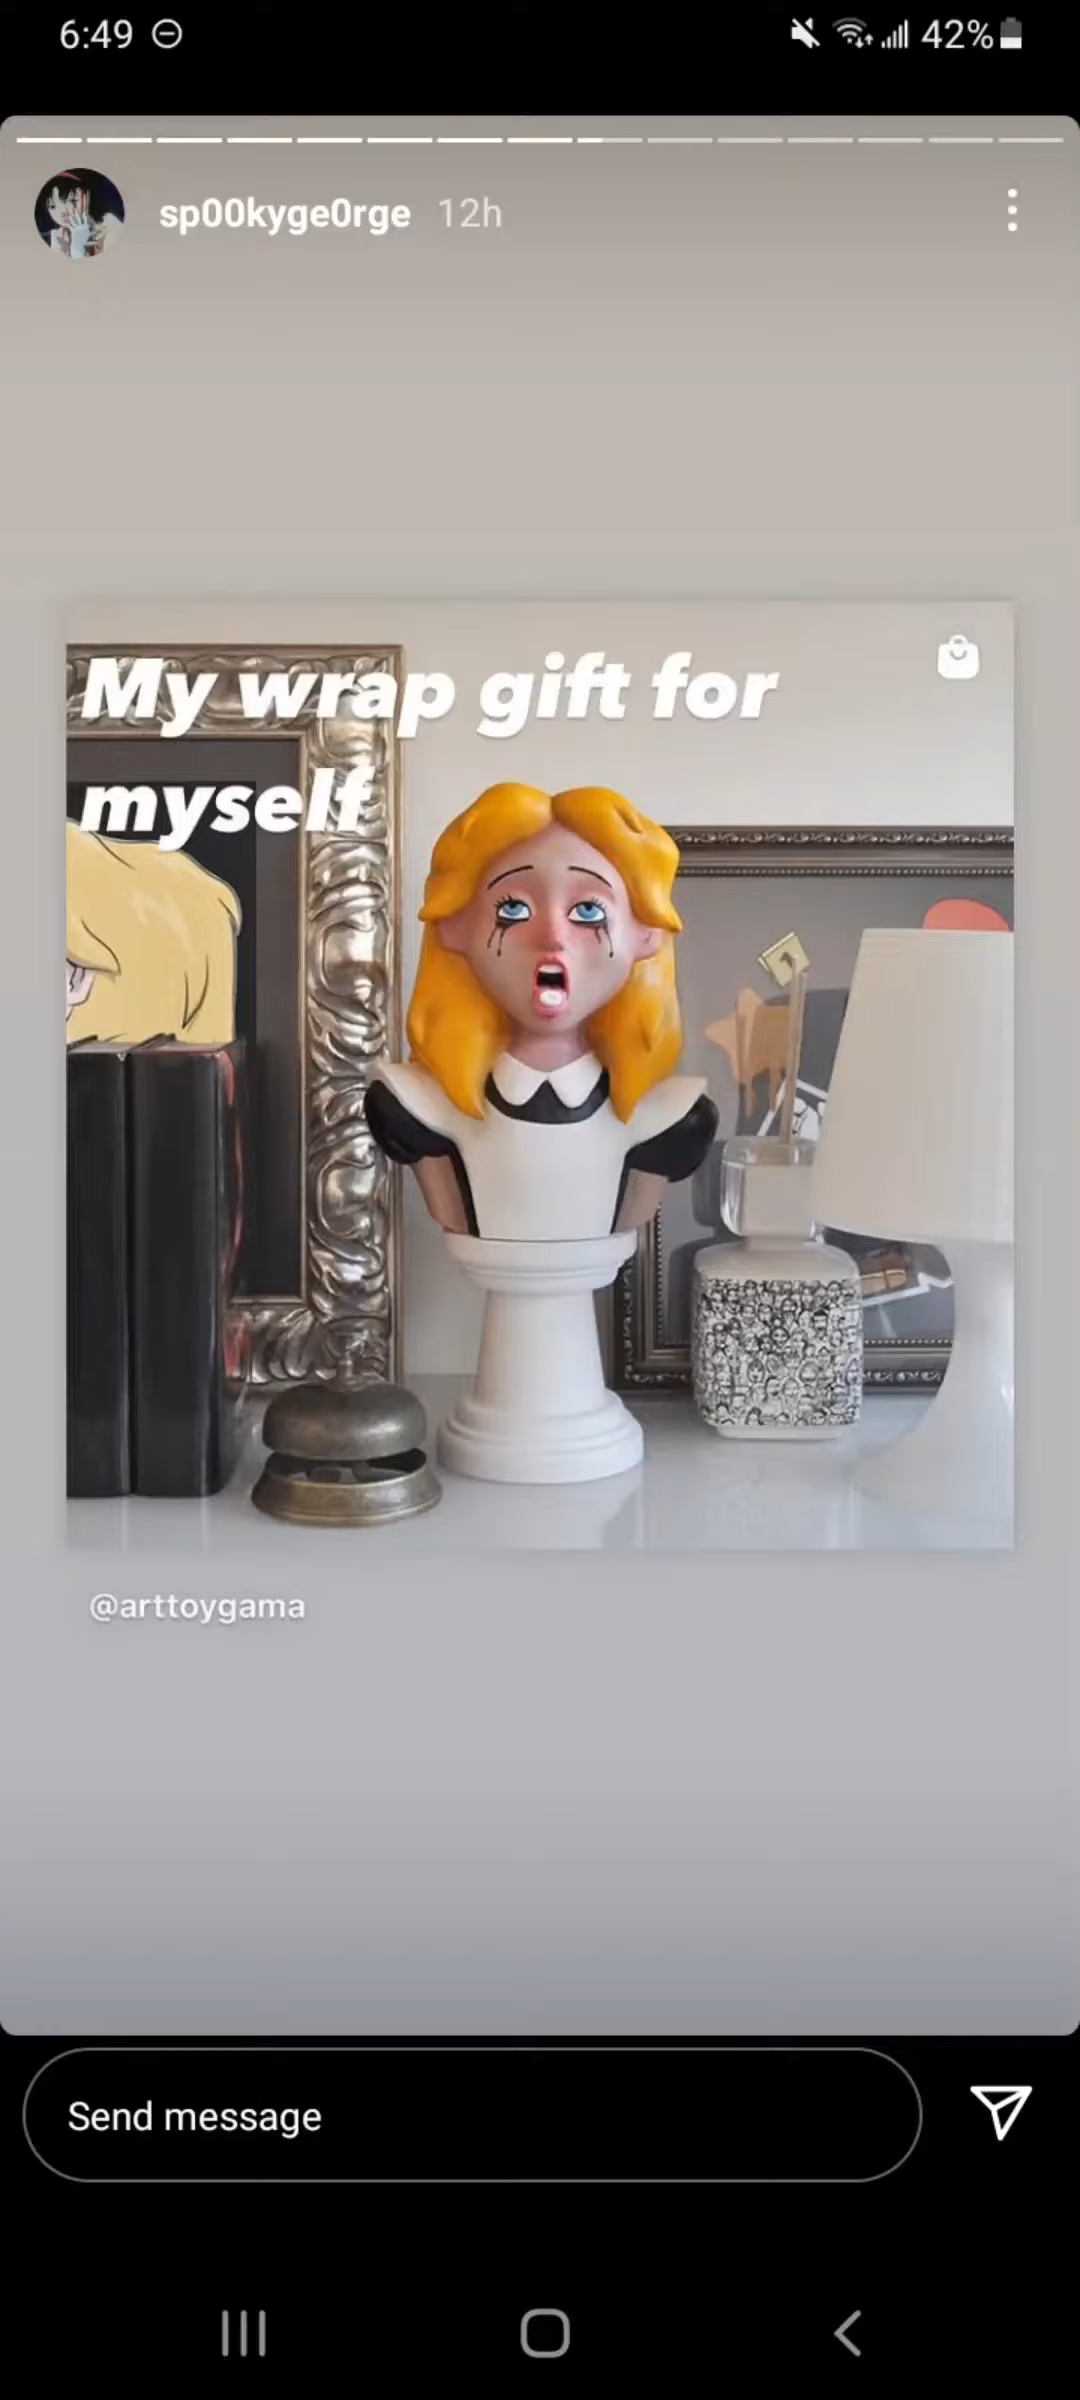 6:49
42%
sp00kyge0rge 12h
My wrap gift for
myself
@arttoygama
Send message